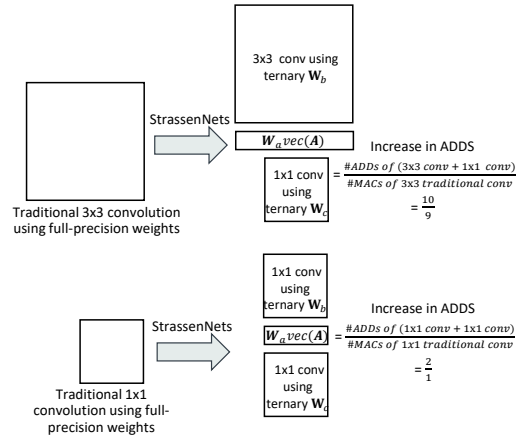 3x3 conv using
ternary W_b
StrassenNets
W_a vec(A)
Increase in ADDS
1x1 conv
using
ternary W_c
= #ADDs of (3x3 conv + 1x1 conv) / #MACs of 3x3 traditional conv
= 10/9
Traditional 3x3 convolution
using full-precision weights
1x1 conv
using
ternary W_b
StrassenNets
W_a vec(A)
Increase in ADDS
= #ADDs of (1x1 conv + 1x1 conv) / #MACs of 1x1 traditional conv
= 2/1
1x1 conv
using
ternary W_c
Traditional 1x1
convolution using full-
precision weights